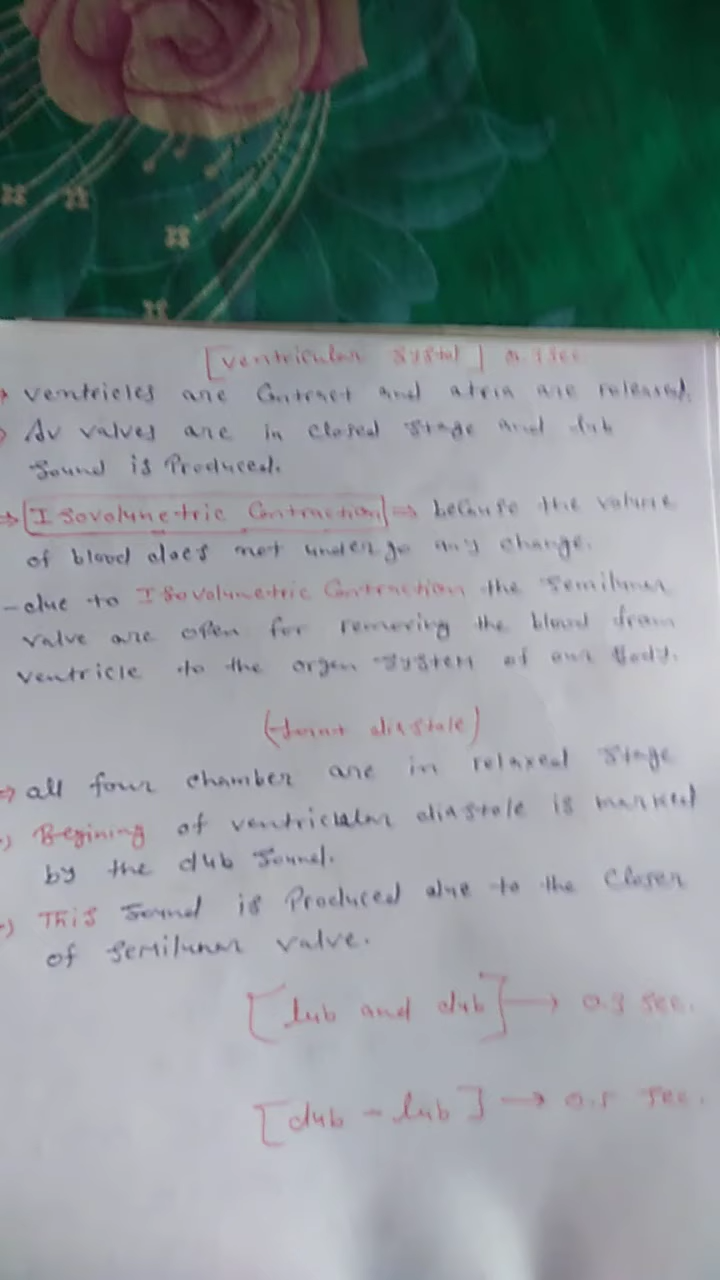 [ventricular systol] 0.3 sec
→ ventricles are Contract and atria are released.
→ AV valves are in closed stage and lub
sound is Produced.
⇒ [Isovolumetric Contraction] ⇒ because the volume
of blood does not undergo any change.
- due to Isovolumetric Contraction the semilunar
valve are open for removing the blood from
ventricle to the organ system of our Body.
(Joint diastole)
⇒ all four chamber are in relaxed stage
Begining of ventricular diastole is marked
by the dub sound.
THiS sound is Produced due to the Closer
of semilunar valve.
[lub and dub] → 0.3 sec.
[dub - lub] → 0.5 sec.